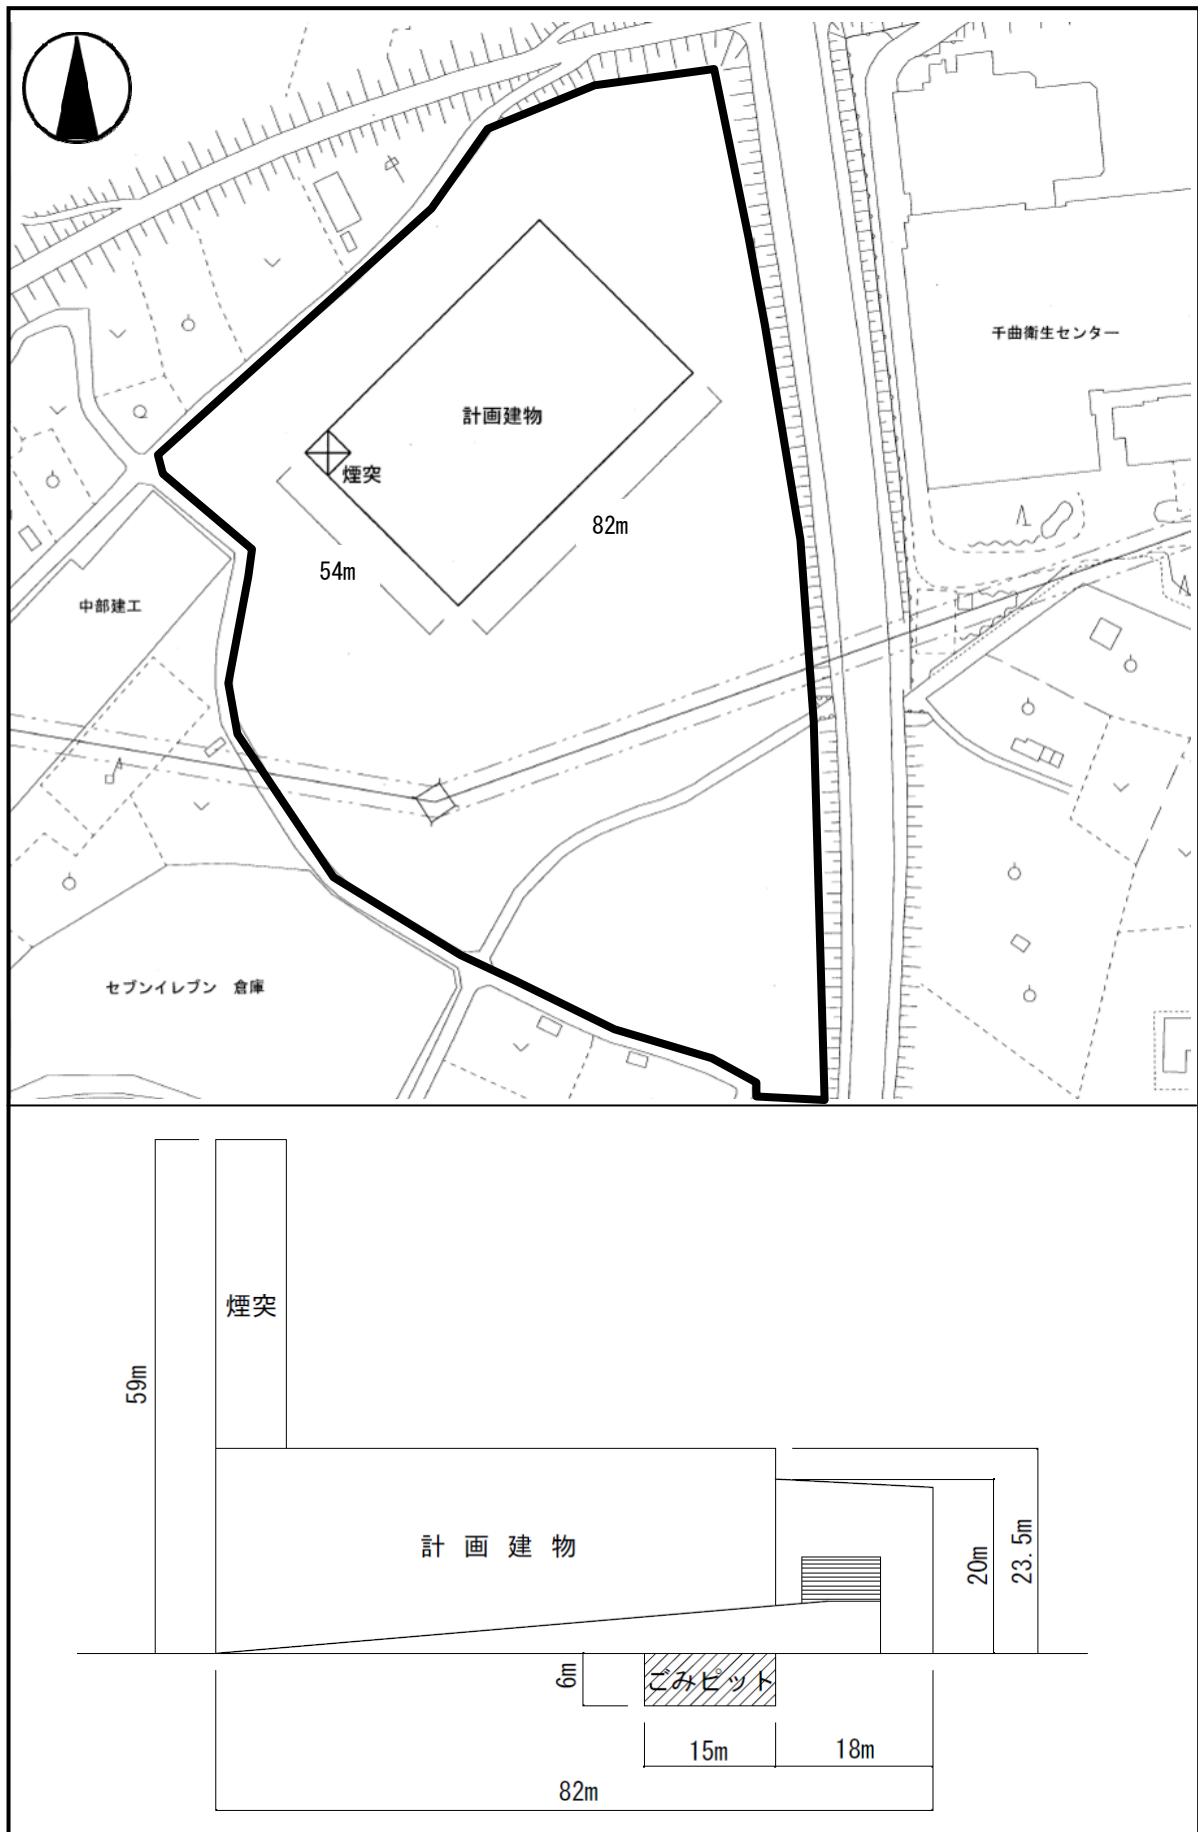 千曲衛生センター
計画建物
煙突
82m
54m
中部建工
セブンイレブン 倉庫
煙突
59m
計画建物
20m
23.5m
6m
ごみピット
15m
18m
82m